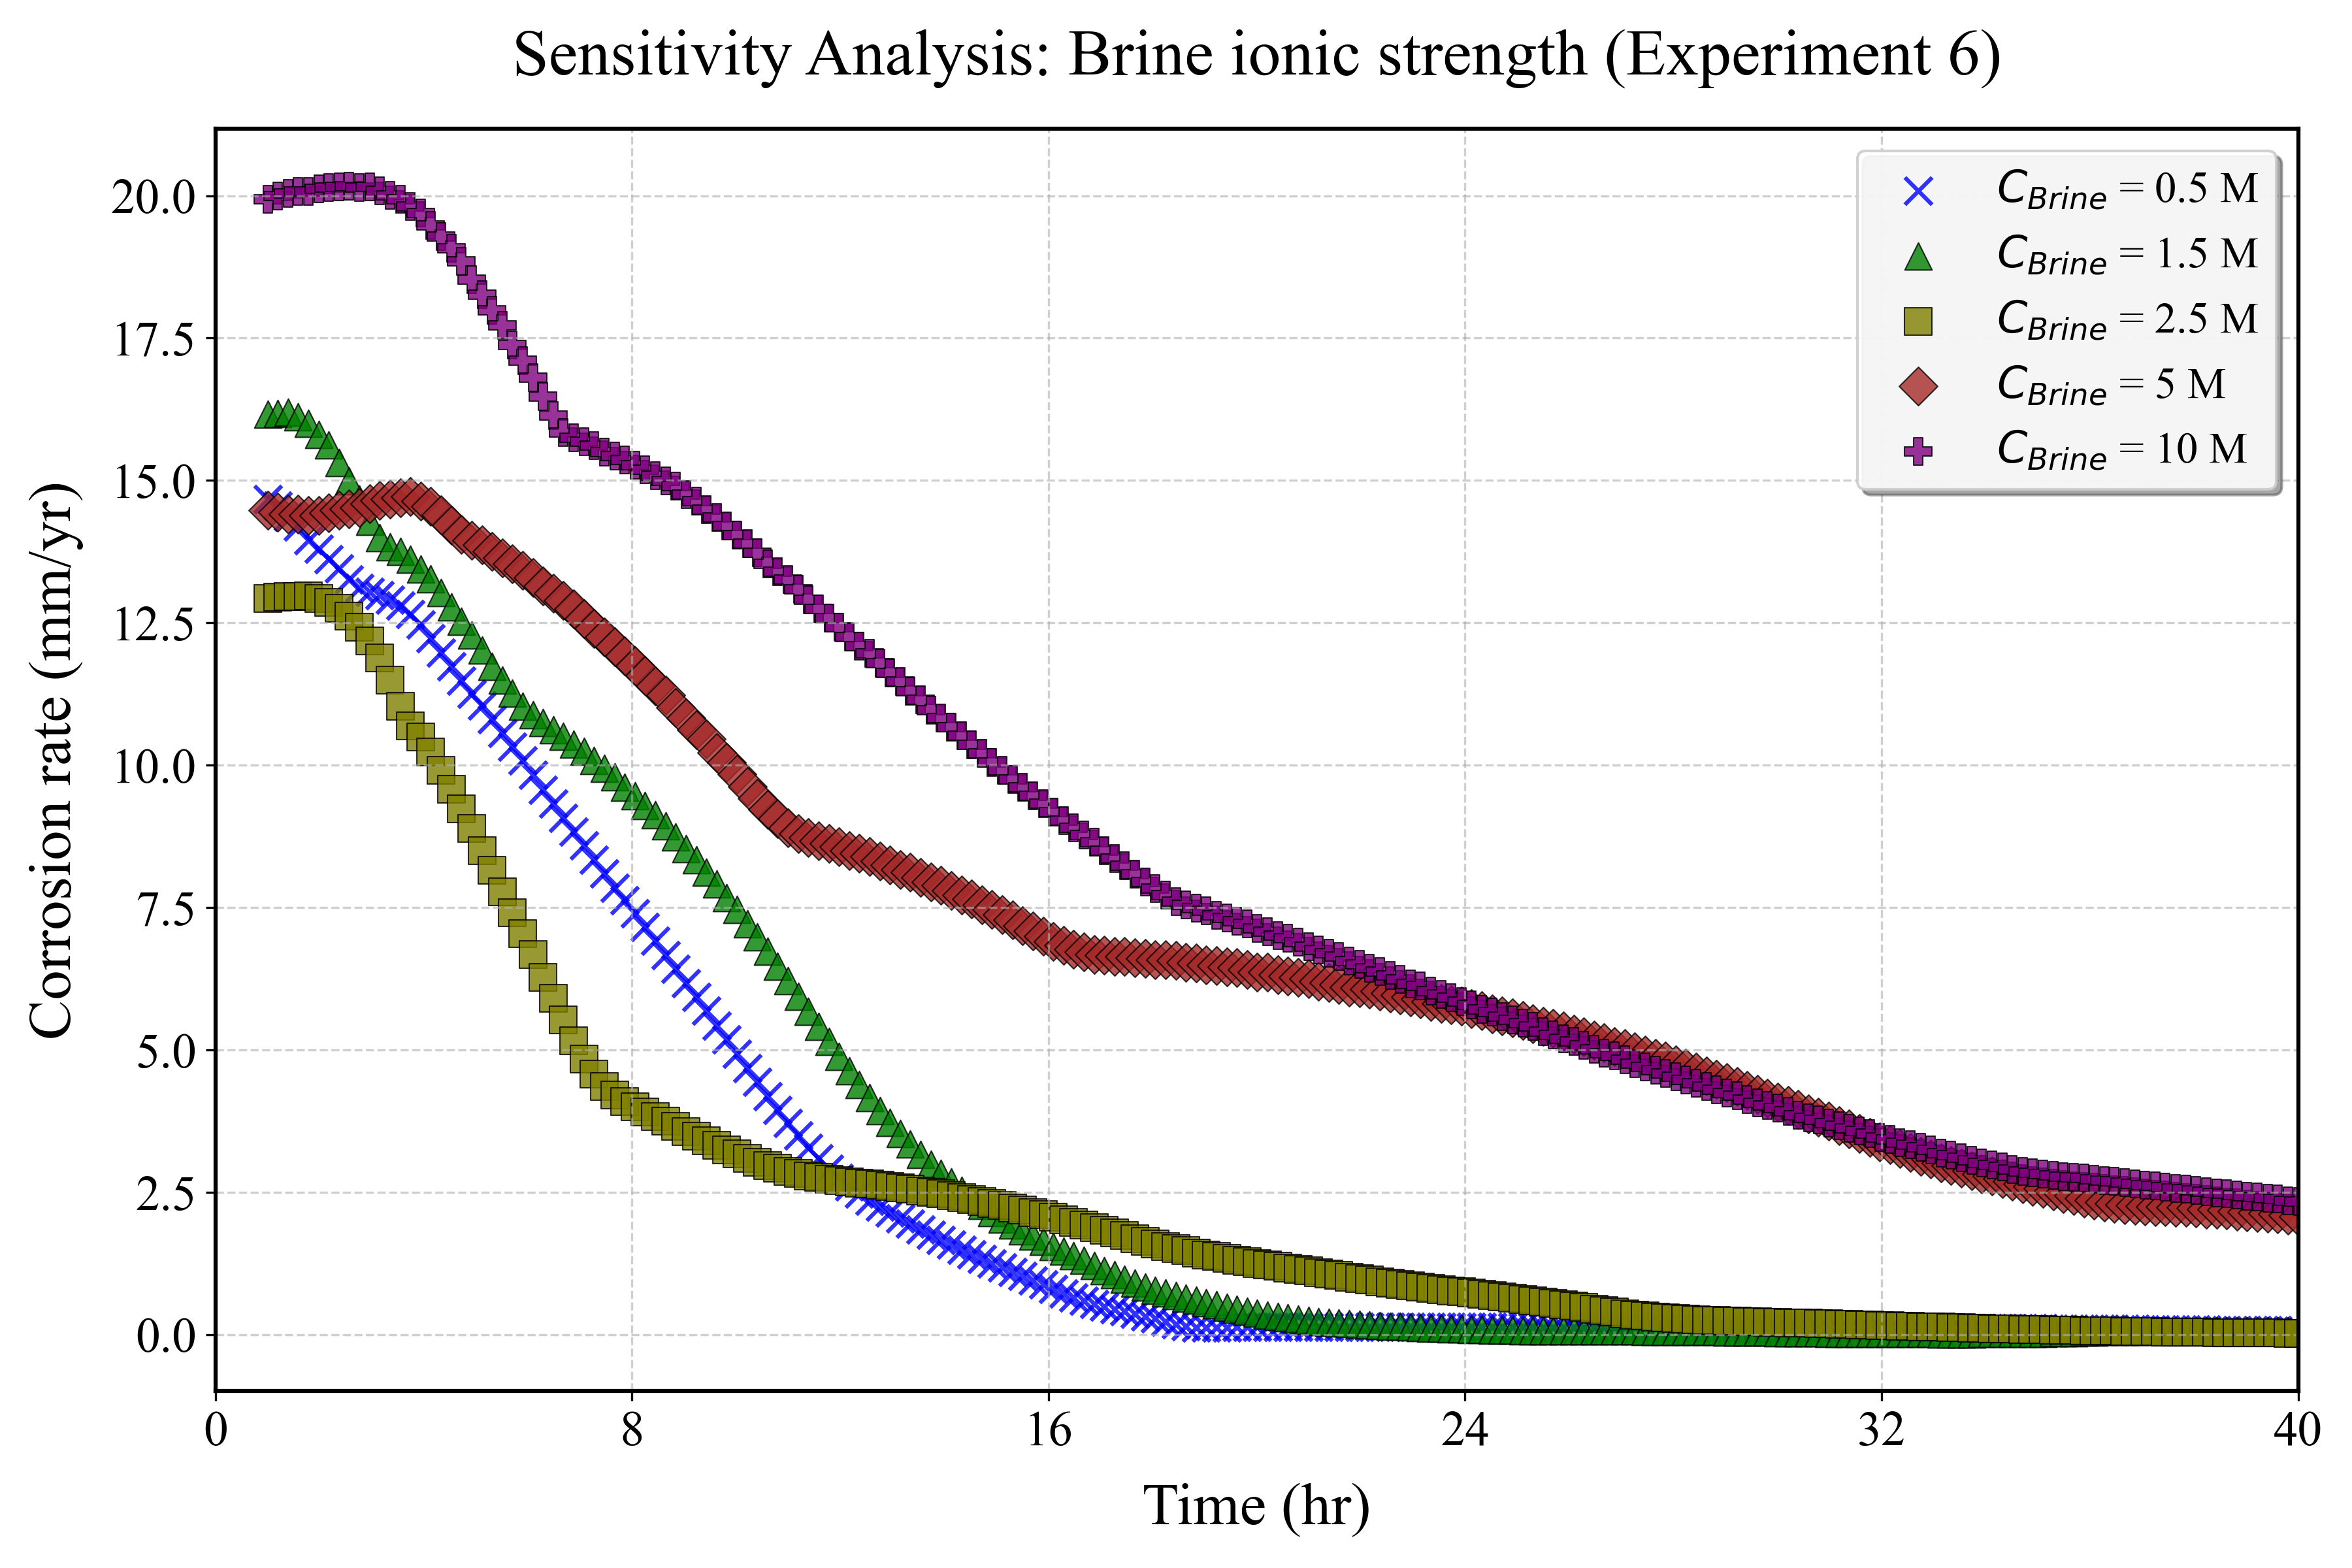 Sensitivity Analysis: Brine ionic strength (Experiment 6)
Corrosion rate (mm/yr)
20.0
17.5
15.0
12.5
10.0
7.5
5.0
2.5
0.0
C_Brine = 0.5 M
C_Brine = 1.5 M
C_Brine = 2.5 M
C_Brine = 5 M
C_Brine = 10 M
0 8 16 24 32 40
Time (hr)